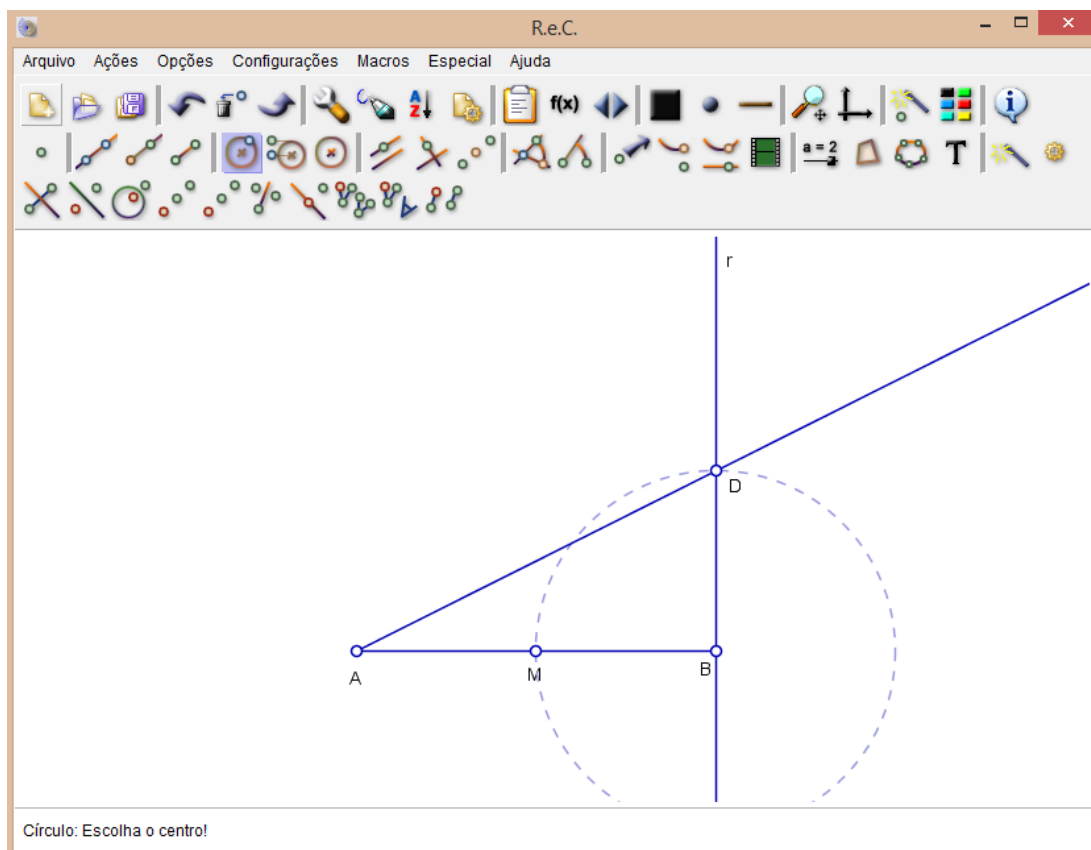 R.e.C.
Arquivo Ações Opções Configurações Macros Especial Ajuda
A Z f(x) i
a = 2 T
r
D
A M B
Círculo: Escolha o centro!